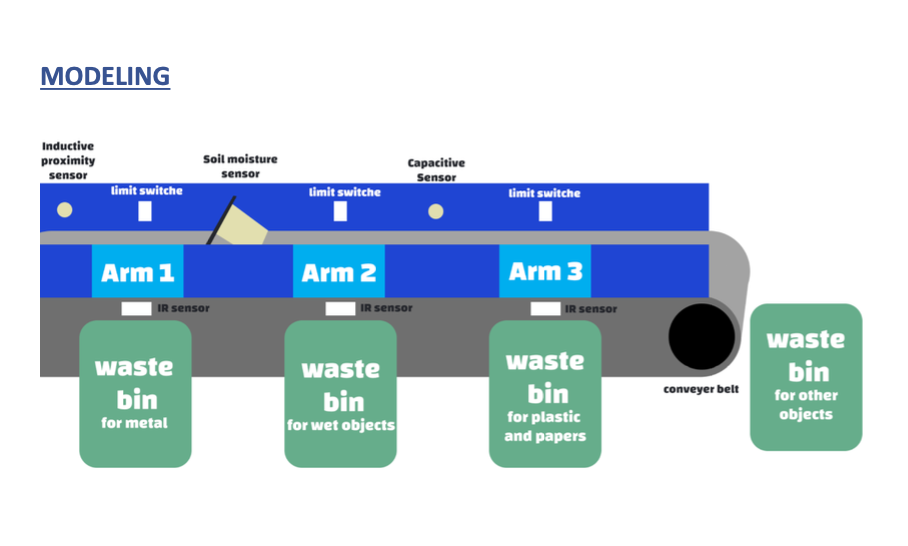 MODELING
Inductive
proximity
sensor
Soil moisture
sensor
Capacitive
Sensor
limit switche
limit switche
limit switche
Arm 1
Arm 2
Arm 3
IR sensor
IR sensor
IR sensor
waste
bin
for metal
waste
bin
for wet objects
waste
bin
for plastic
and papers
conveyer belt
waste
bin
for other
objects